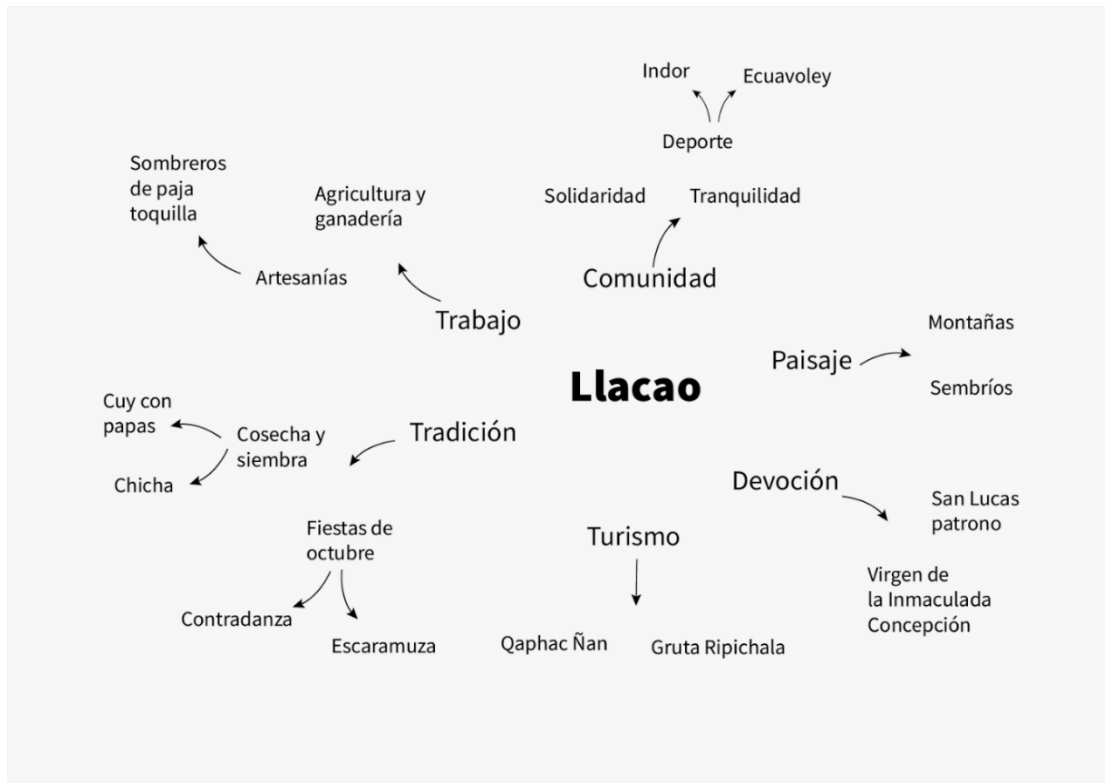 Indor
Ecuavoley
Deporte
Solidaridad
Tranquilidad
Comunidad
Sombreros
de paja
toquilla
Agricultura y
ganadería
Artesanías
Trabajo
Montañas
Paisaje
Sembríos
Llacao
Cuy con
papas
Cosecha y
siembra
Tradición
Chicha
Devoción
San Lucas
patrono
Fiestas de
octubre
Turismo
Virgen de
la Inmaculada
Concepción
Contradanza
Escaramuza
Qaphac Ñan
Gruta Ripichala